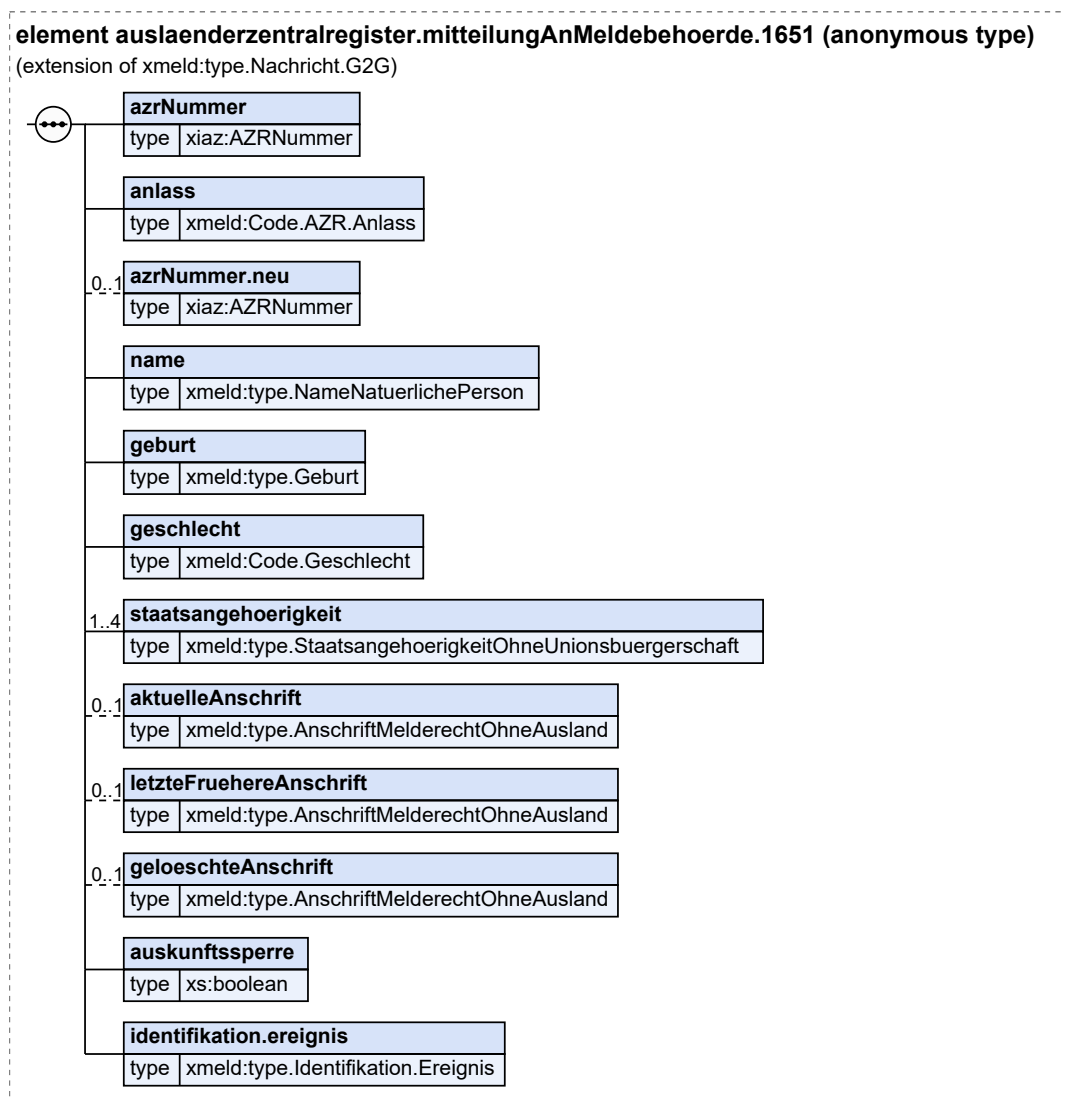 element auslaenderzentralregister.mitteilungAnMeldebehoerde.1651 (anonymous type)
(extension of xmeld:type.Nachricht.G2G)
azrNummer
type xiaz:AZRNummer
anlass
type xmeld:Code.AZR.Anlass
0..1 azrNummer.neu
type xiaz:AZRNummer
name
type xmeld:type.NameNatuerlichePerson
geburt
type xmeld:type.Geburt
geschlecht
type xmeld:Code.Geschlecht
1..4 staatsangehoerigkeit
type xmeld:type.StaatsangehoerigkeitOhneUnionsbuergerschaft
0..1 aktuelleAnschrift
type xmeld:type.AnschriftMelderechtOhneAusland
0..1 letzteFruehereAnschrift
type xmeld:type.AnschriftMelderechtOhneAusland
0..1 geloeschteAnschrift
type xmeld:type.AnschriftMelderechtOhneAusland
auskunftssperre
type xs:boolean
identifikation.ereignis
type xmeld:type.Identifikation.Ereignis